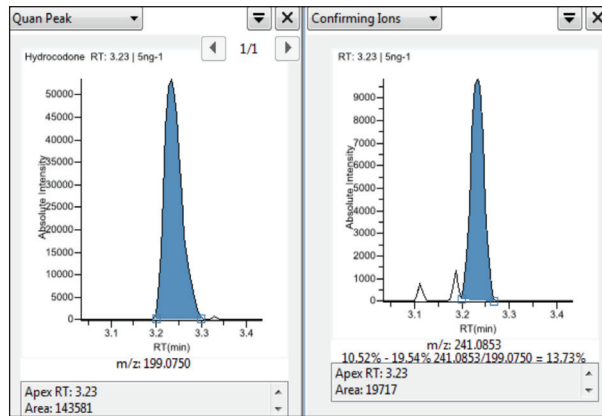 Quan Peak
Hydrocodone RT: 3.23 | 5ng-1
1/1
50000
45000
40000
35000
30000
25000
20000
15000
10000
5000
0
Absolute Intensity
3.1 3.2 3.3 3.4
RT(min)
m/z: 199.0750
Apex RT: 3.23
Area: 143581
Confirming Ions
RT: 3.23 | 5ng-1
9000
8000
7000
6000
5000
4000
3000
2000
1000
0
Absolute Intensity
3.1 3.2 3.3 3.4
RT(min)
m/z: 241.0853
10.52% - 19.54% 241.0853/199.0750 = 13.73%
Apex RT: 3.23
Area: 19717